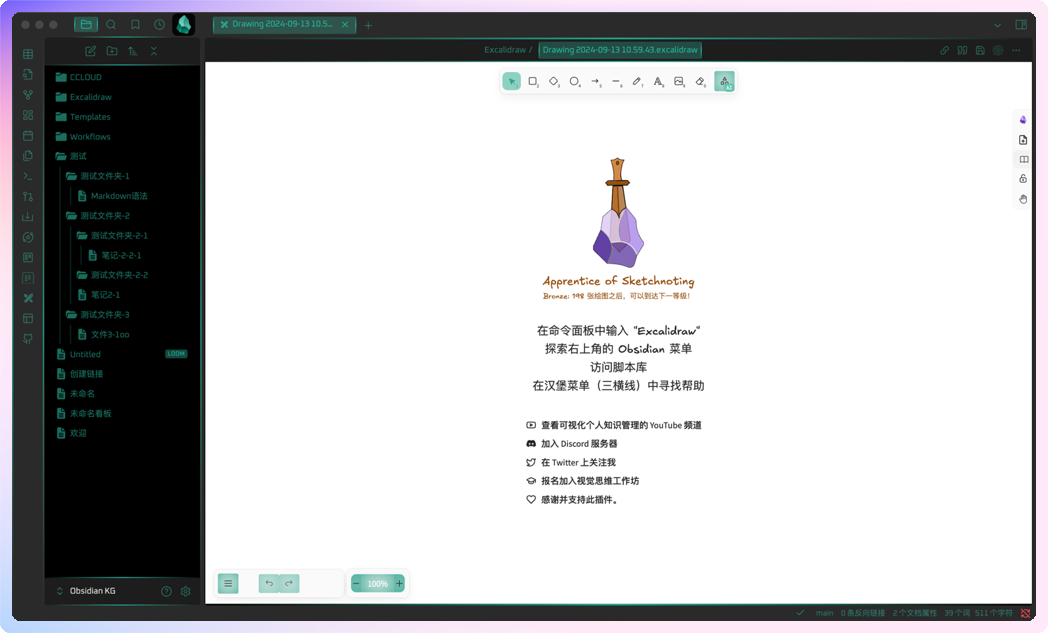 Drawing 2024-09-13 10.5...
Excalidraw /
Drawing 2024-09-13 10.59.43.excalidraw
CCLOUD
Excalidraw
Templates
Workflows
测试
测试文件夹-1
Markdown语法
测试文件夹-2
测试文件夹-2-1
笔记-2-2-1
测试文件夹-2-2
笔记2-1
测试文件夹-3
文件3-1oo
Untitled
LOOM
创建链接
未命名
未命名看板
欢迎
Obsidian KG
Apprentice of Sketchnoting
Bronze: 198 张绘图之后，可以到达下一等级！
在命令面板中输入 "Excalidraw"
探索右上角的 Obsidian 菜单
访问脚本库
在汉堡菜单（三横线）中寻找帮助
查看可视化个人知识管理的 YouTube 频道
加入 Discord 服务器
在 Twitter 上关注我
报名加入视觉思维工作坊
感谢并支持此插件。
100%
main
0 条反向链接
2 个文档属性
39 个词
511 个字符